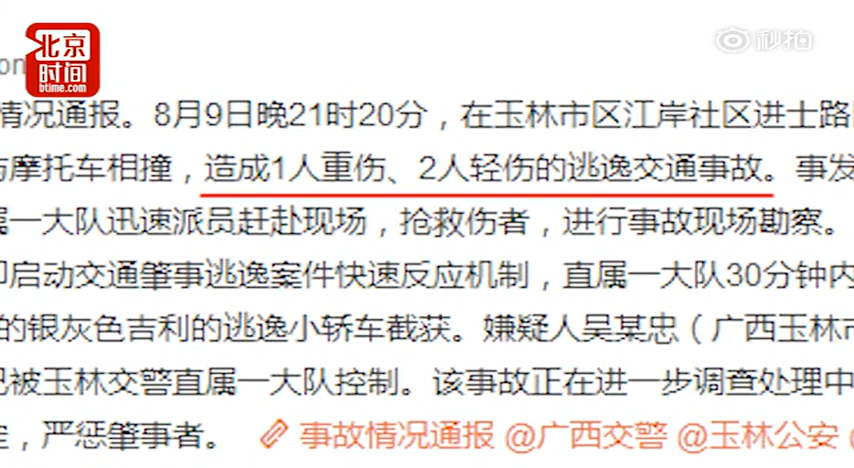 北京
时间
btime.com
秒拍
on
情况通报。8月9日晚21时20分，在玉林市区江岸社区进士路
与摩托车相撞，造成1人重伤、2人轻伤的逃逸交通事故。事发
属一大队迅速派员赶赴现场，抢救伤者，进行事故现场勘察。
即启动交通肇事逃逸案件快速反应机制，直属一大队30分钟内
的银灰色吉利的逃逸小轿车截获。嫌疑人吴某忠（广西玉林市
已被玉林交警直属一大队控制。该事故正在进一步调查处理中
，严惩肇事者。 事故情况通报 @广西交警 @玉林公安 @